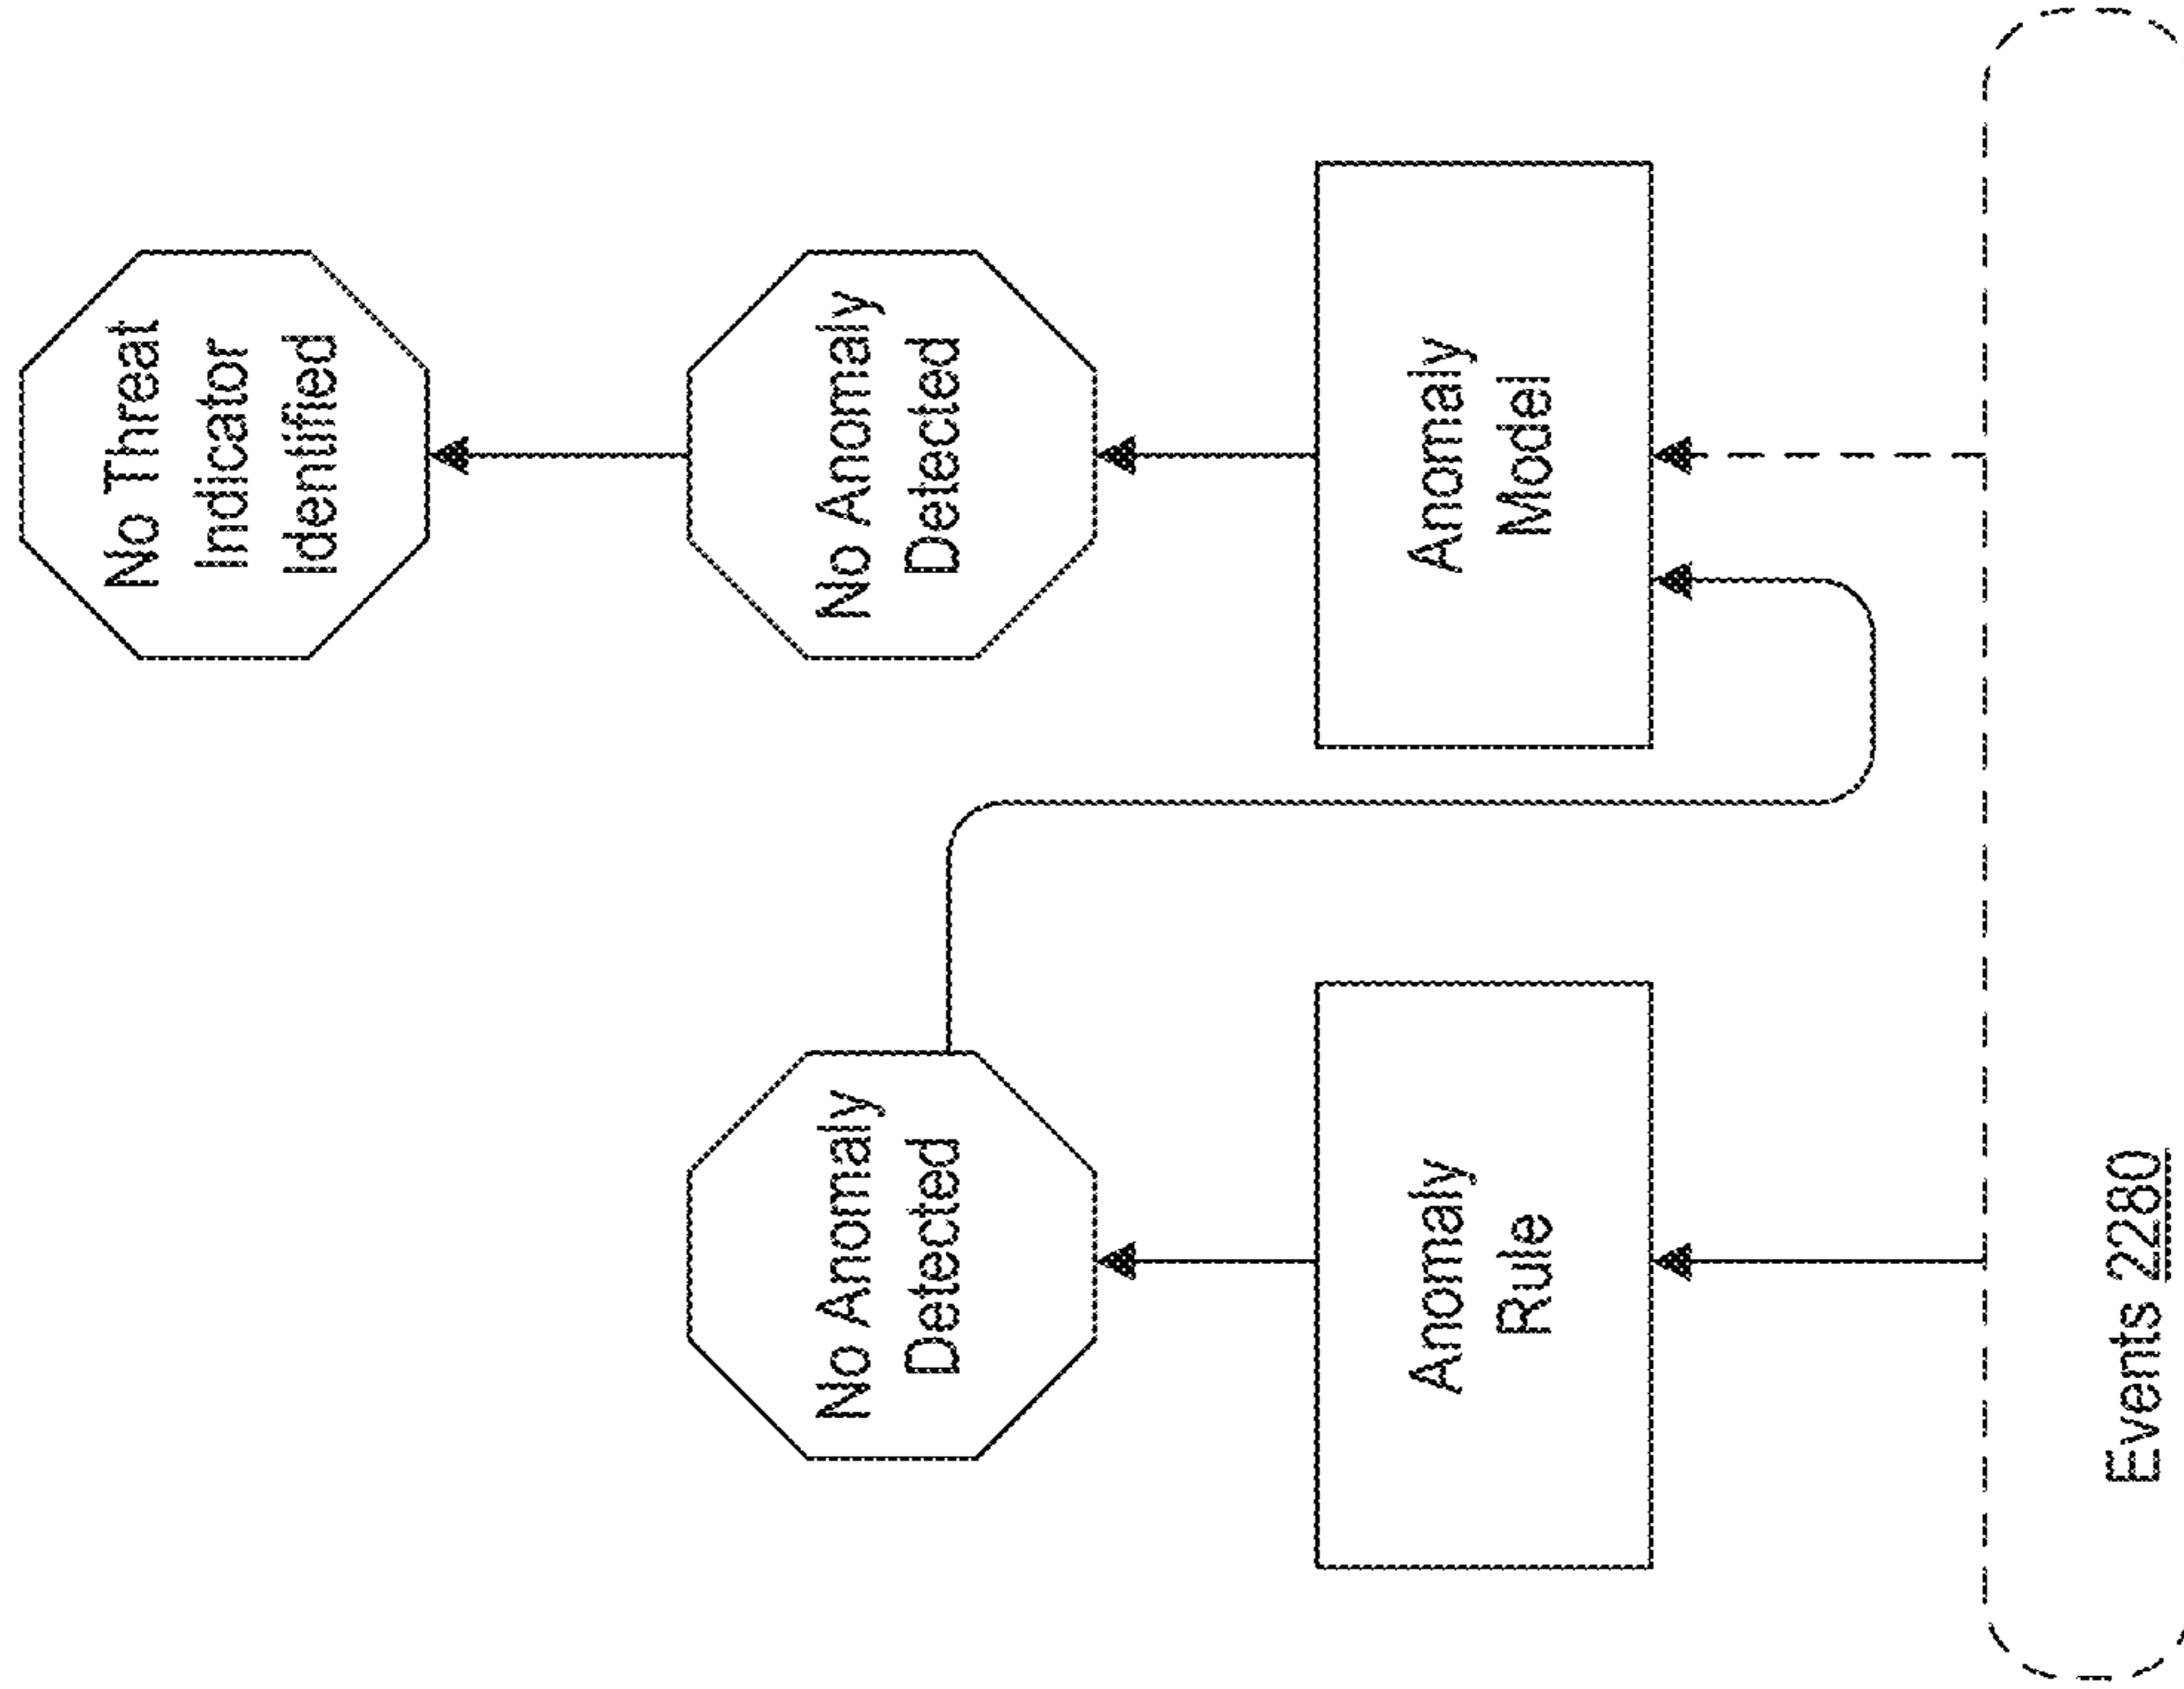 No Threat
Indicator
Identified
No Anomaly
Detected
No Anomaly
Detected
Anomaly
Rule
Anomaly
Model
Events 2280